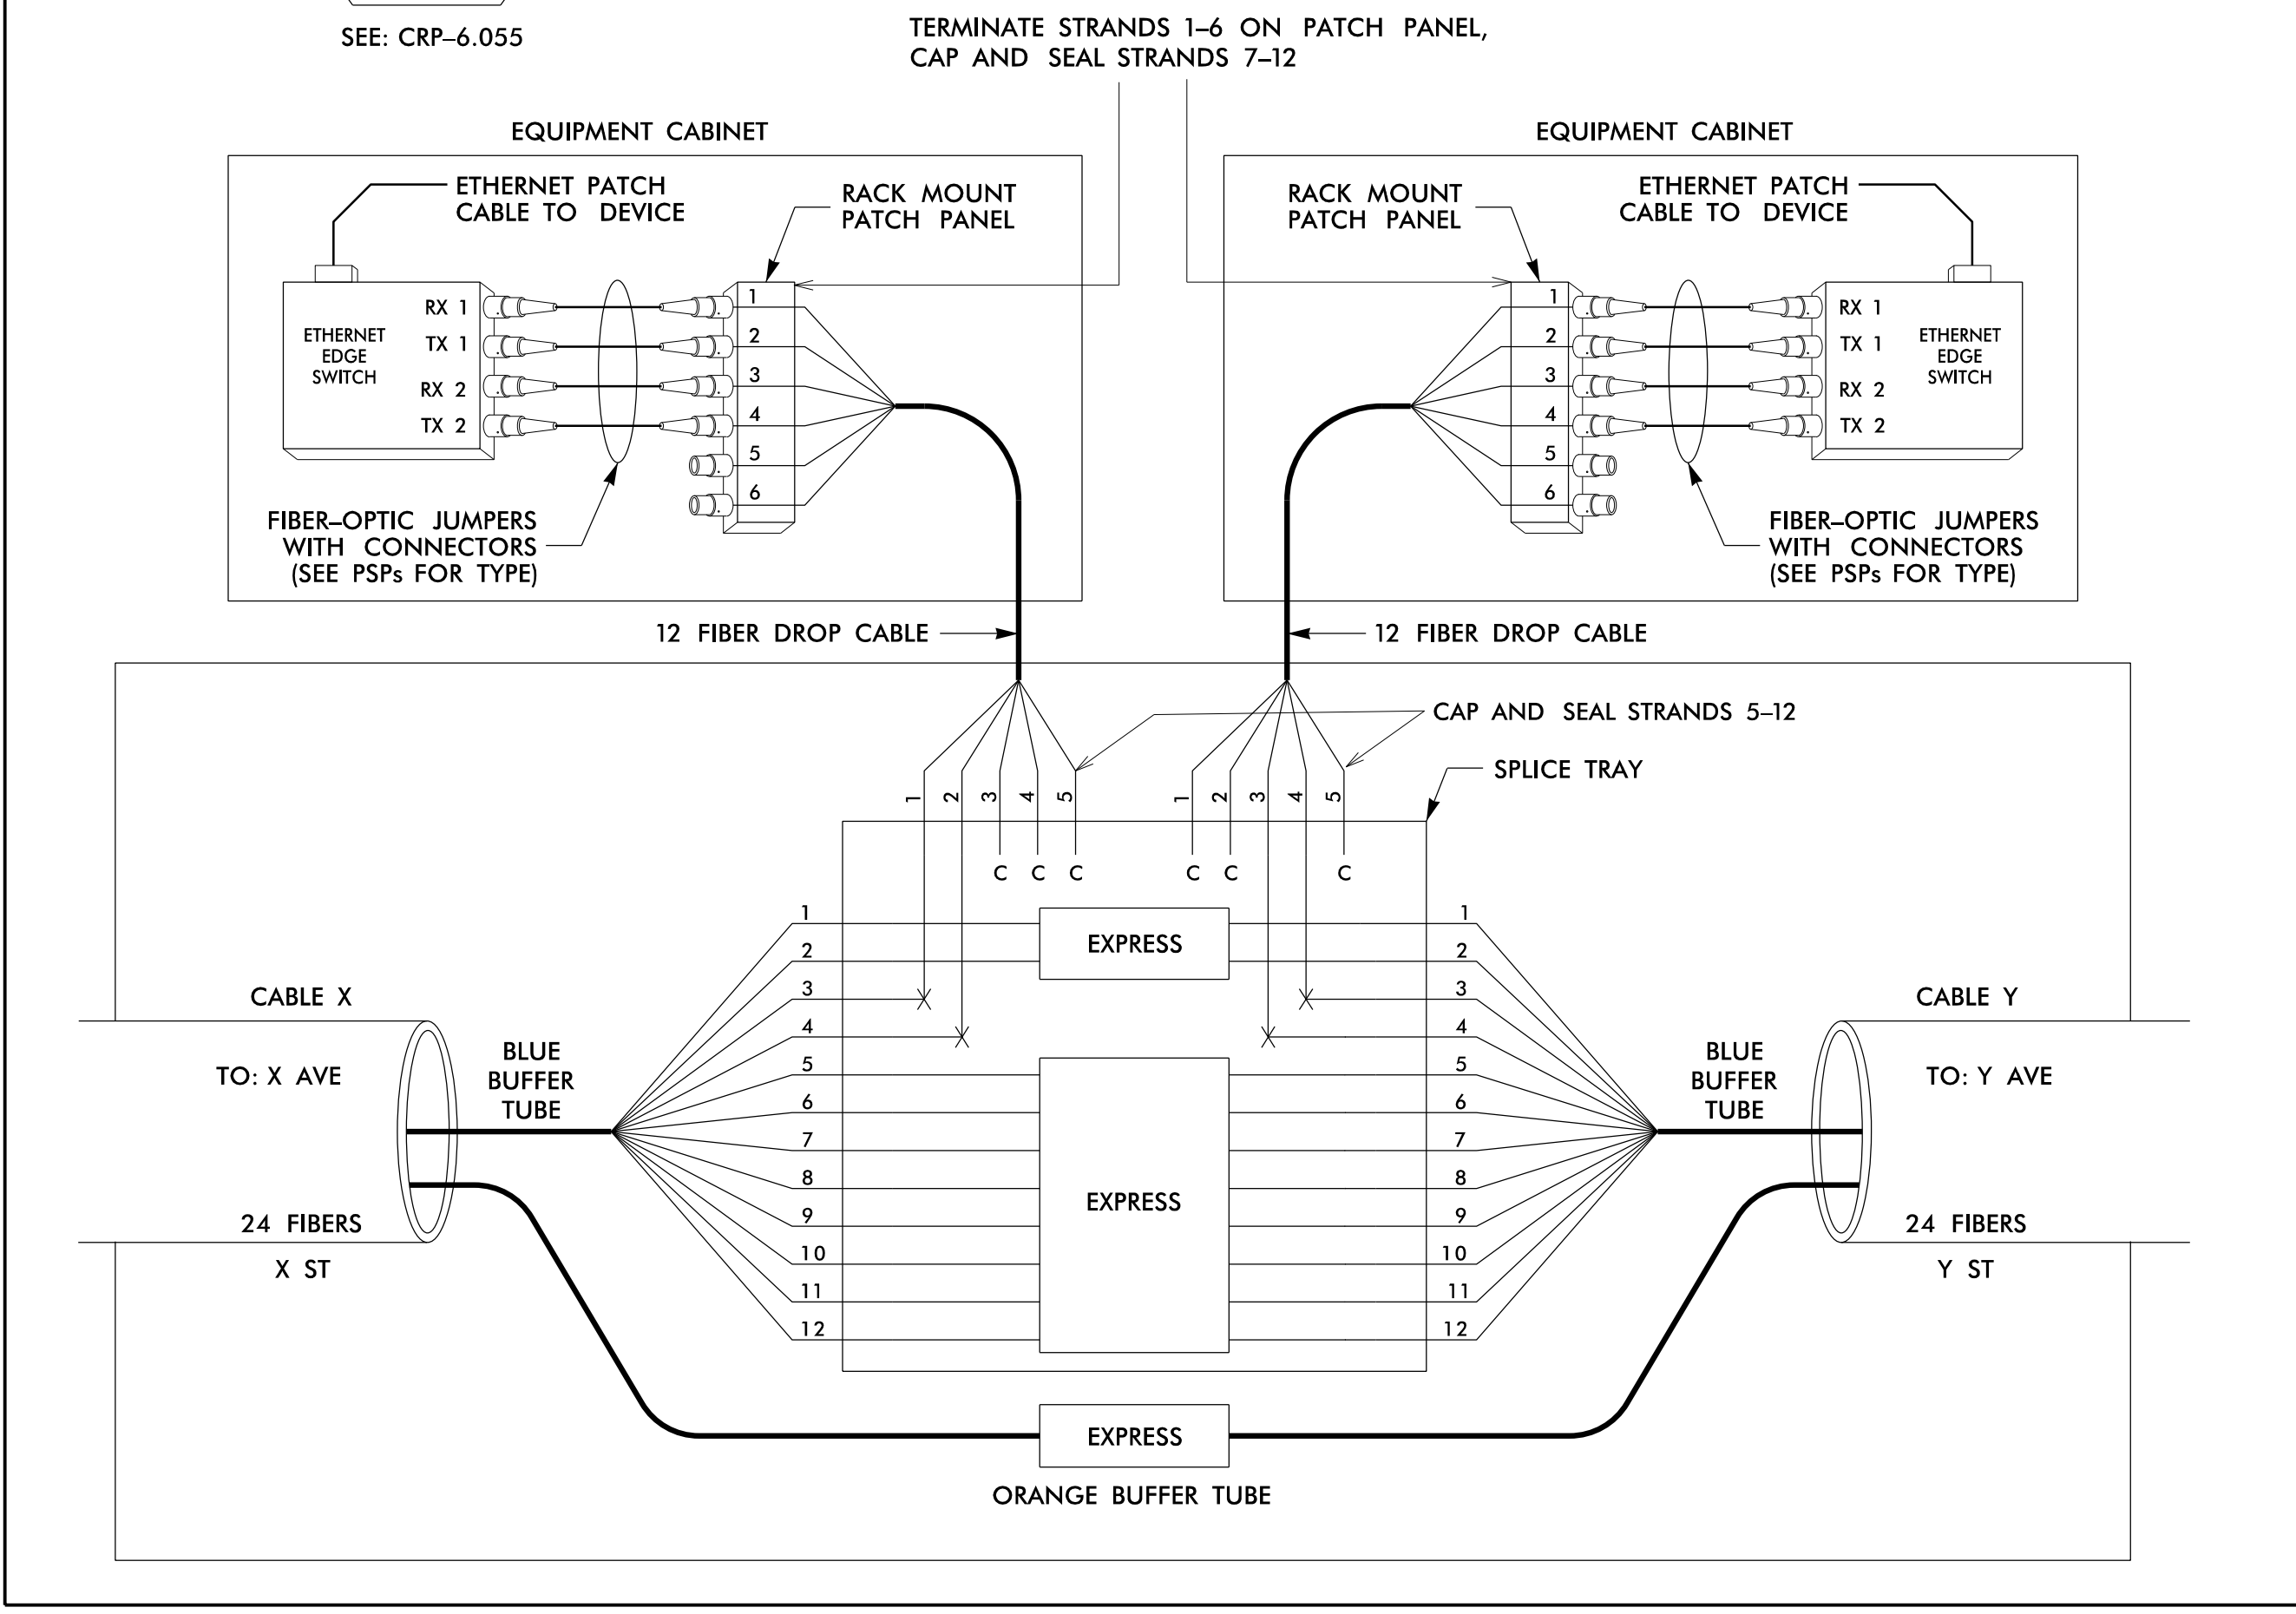 SEE: CRP–6.055
TERMINATE STRANDS 1–6 ON PATCH PANEL,
CAP AND SEAL STRANDS 7–12
EQUIPMENT CABINET
ETHERNET PATCH
CABLE TO DEVICE
RACK MOUNT
PATCH PANEL
ETHERNET
EDGE
SWITCH
RX 1
TX 1
RX 2
TX 2
1
2
3
4
5
6
FIBER–OPTIC JUMPERS
WITH CONNECTORS
(SEE PSPs FOR TYPE)
EQUIPMENT CABINET
RACK MOUNT
PATCH PANEL
ETHERNET PATCH
CABLE TO DEVICE
1
2
3
4
5
6
RX 1
TX 1
RX 2
TX 2
ETHERNET
EDGE
SWITCH
FIBER–OPTIC JUMPERS
WITH CONNECTORS
(SEE PSPs FOR TYPE)
12 FIBER DROP CABLE
12 FIBER DROP CABLE
CAP AND SEAL STRANDS 5–12
SPLICE TRAY
1 2 3 4 5
1 2 3 4 5
C C C
C C C
CABLE X
TO: X AVE
24 FIBERS
X ST
BLUE
BUFFER
TUBE
1
2
3
4
5
6
7
8
9
10
11
12
EXPRESS
EXPRESS
1
2
3
4
5
6
7
8
9
10
11
12
BLUE
BUFFER
TUBE
CABLE Y
TO: Y AVE
24 FIBERS
Y ST
EXPRESS
ORANGE BUFFER TUBE